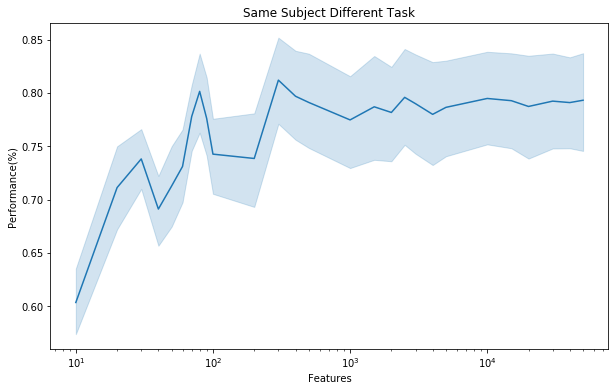 Same Subject Different Task
Performance(%)
0.85
0.80
0.75
0.70
0.65
0.60
10¹ 10² 10³ 10⁴
Features